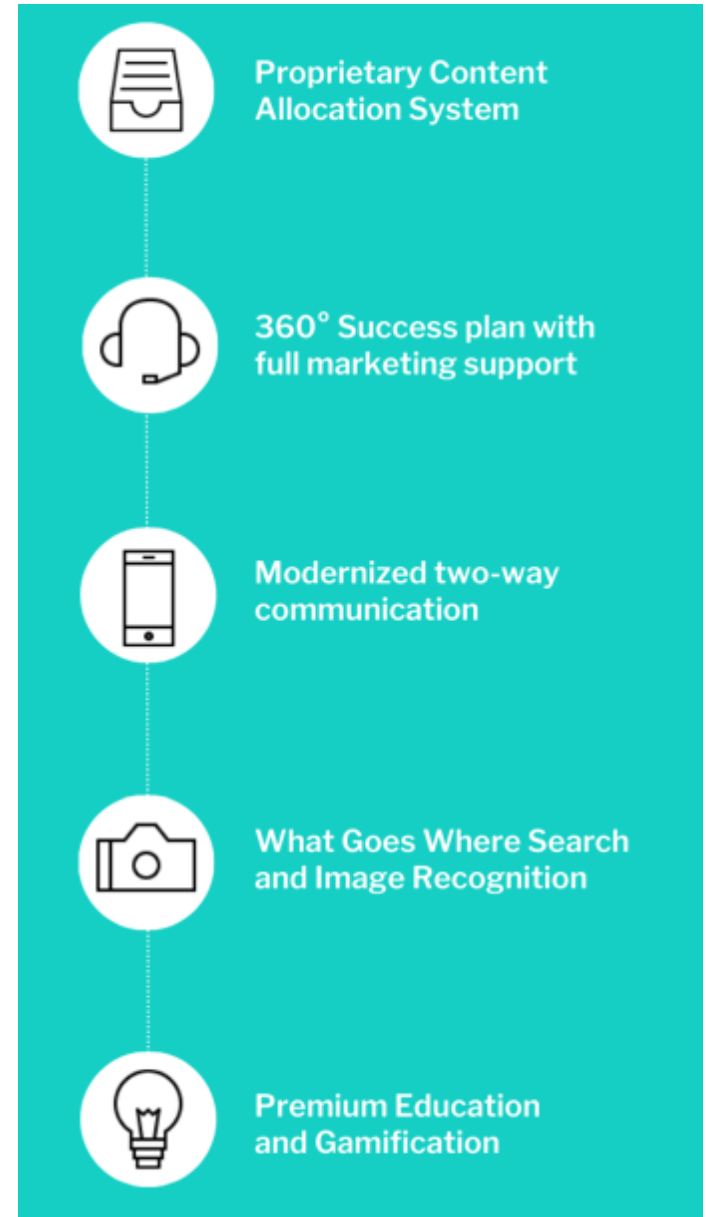 Proprietary Content
Allocation System
360° Success plan with
full marketing support
Modernized two-way
communication
What Goes Where Search
and Image Recognition
Premium Education
and Gamification